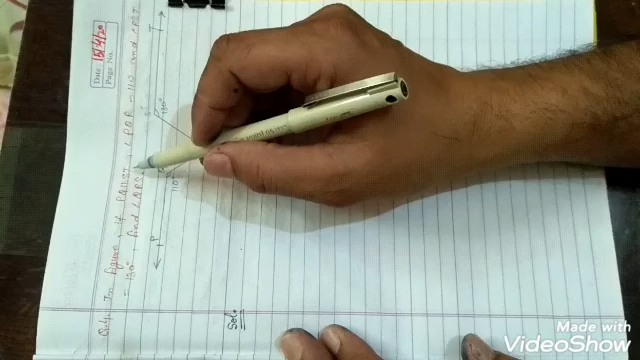 Date 15/4/20
Page No.
Q.4: In figure, if PQ||ST, ∠PQR = 110° and ∠RST
= 130°, find ∠QRS.
T
S
130°
110°
P
Sol:
Made with
VideoShow